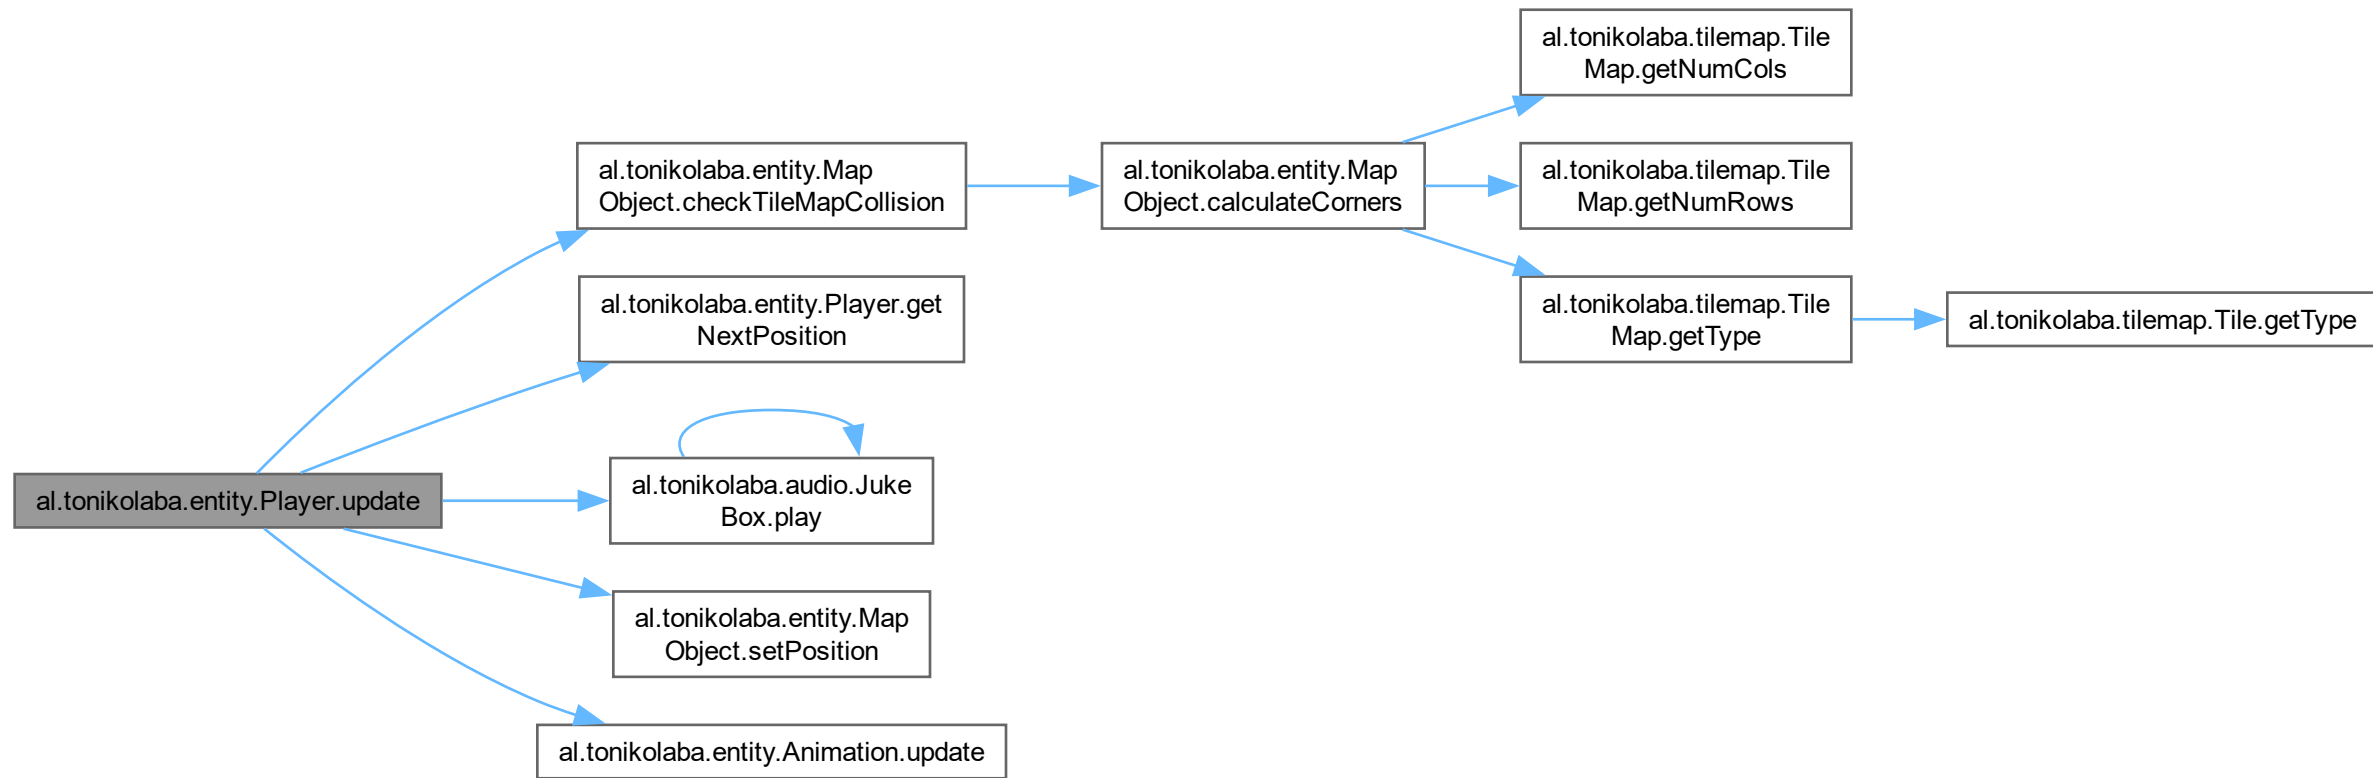 al.tonikolaba.entity.Player.update
al.tonikolaba.entity.Map
Object.checkTileMapCollision
al.tonikolaba.entity.Player.get
NextPosition
al.tonikolaba.audio.Juke
Box.play
al.tonikolaba.entity.Map
Object.setPosition
al.tonikolaba.entity.Animation.update
al.tonikolaba.entity.Map
Object.calculateCorners
al.tonikolaba.tilemap.Tile
Map.getNumCols
al.tonikolaba.tilemap.Tile
Map.getNumRows
al.tonikolaba.tilemap.Tile
Map.getType
al.tonikolaba.tilemap.Tile.getType